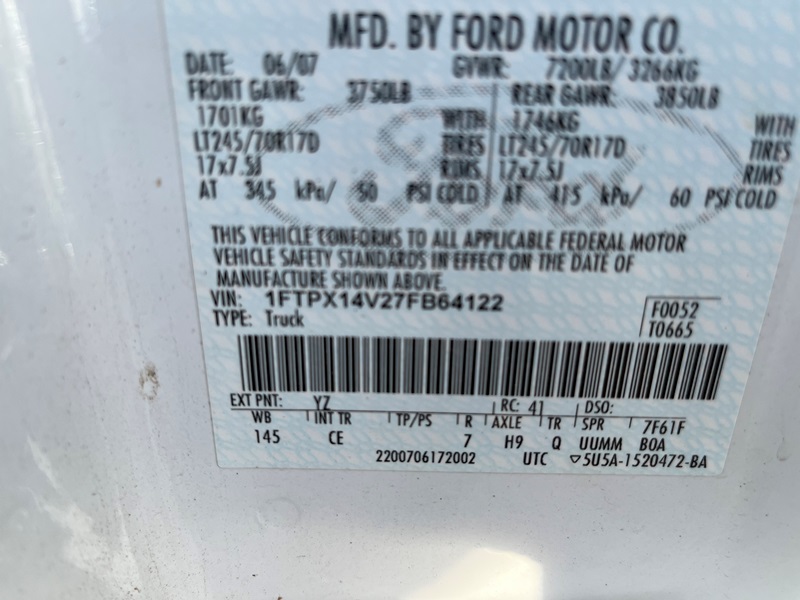 MFD. BY FORD MOTOR CO.
DATE: 06/07 GVWR: 7200LB/ 3266KG
FRONT GAWR: 3750LB REAR GAWR: 3850LB
1701KG WITH 1746KG WITH
LT245/70R17D TIRES LT245/70R17D TIRES
17x7.5J RIMS 17x7.5J RIMS
AT 345 kPa/ 50 PSI COLD AT 415 kPa/ 60 PSI COLD
THIS VEHICLE CONFORMS TO ALL APPLICABLE FEDERAL MOTOR
VEHICLE SAFETY STANDARDS IN EFFECT ON THE DATE OF
MANUFACTURE SHOWN ABOVE.
VIN: 1FTPX14V27FB64122 F0052
TYPE: Truck T0665
EXT PNT: YZ RC: 41 DSO:
WB INT TR TP/PS R AXLE TR SPR 7F61F
145 CE 7 H9 Q UUMM BOA
2200706172002 UTC ▽5U5A-1520472-BA